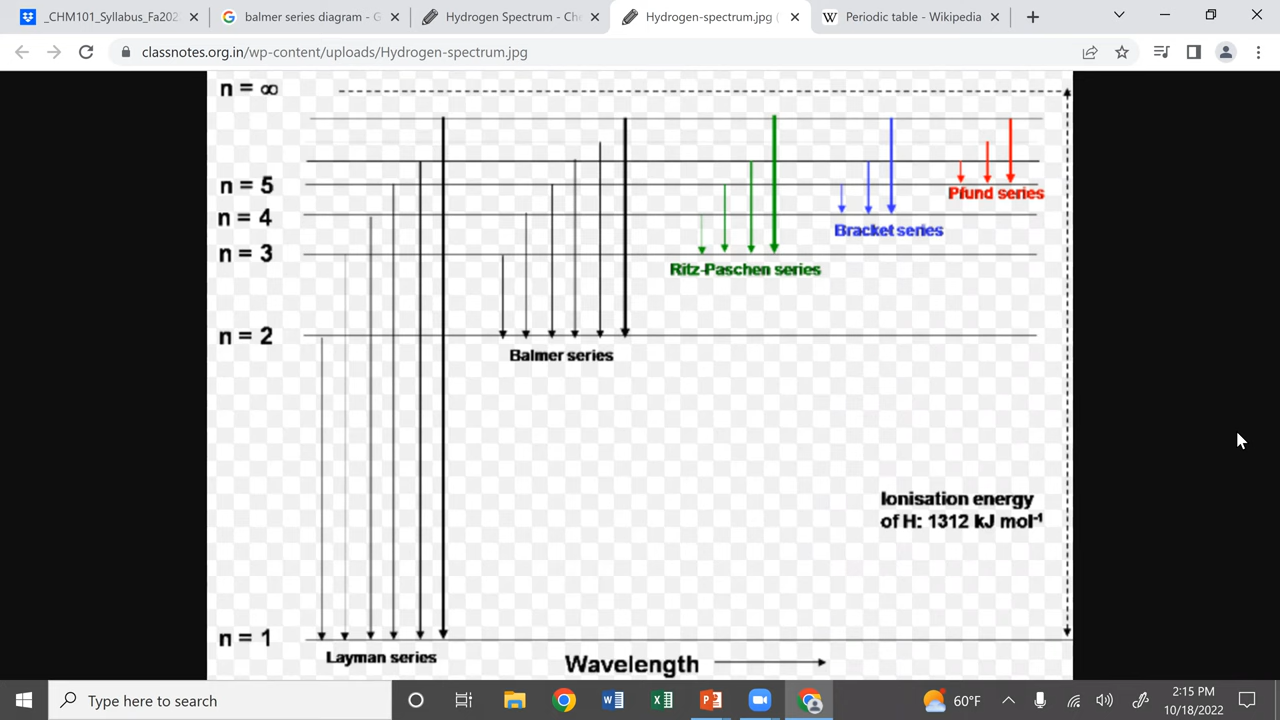 _CHM101_Syllabus_Fa202
balmer series diagram - G
Hydrogen Spectrum - Che
Hydrogen-spectrum.jpg (
Periodic table - Wikipedia
classnotes.org.in/wp-content/uploads/Hydrogen-spectrum.jpg
n = ∞
n = 5
Pfund series
n = 4
Bracket series
n = 3
Ritz-Paschen series
n = 2
Balmer series
Ionisation energy
of H: 1312 kJ mol⁻¹
n = 1
Layman series
Wavelength
Type here to search
60°F
2:15 PM
10/18/2022